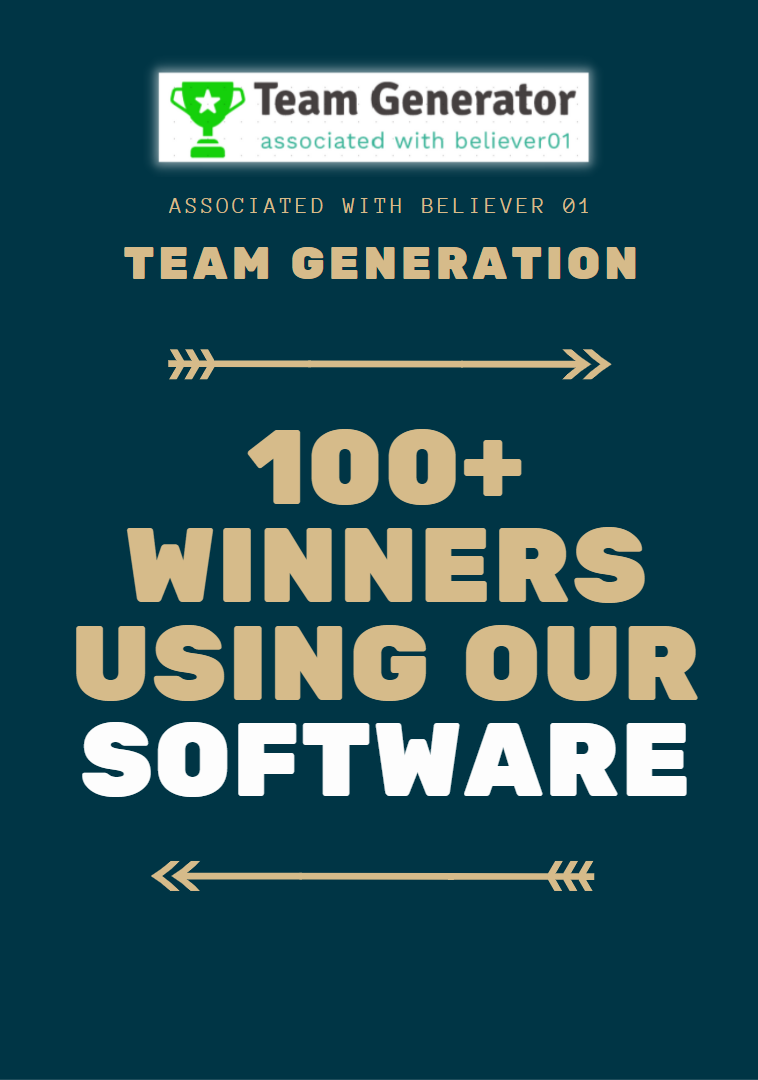 Team Generator
associated with believer01
ASSOCIATED WITH BELIEVER 01
TEAM GENERATION
100+
WINNERS
USING OUR
SOFTWARE